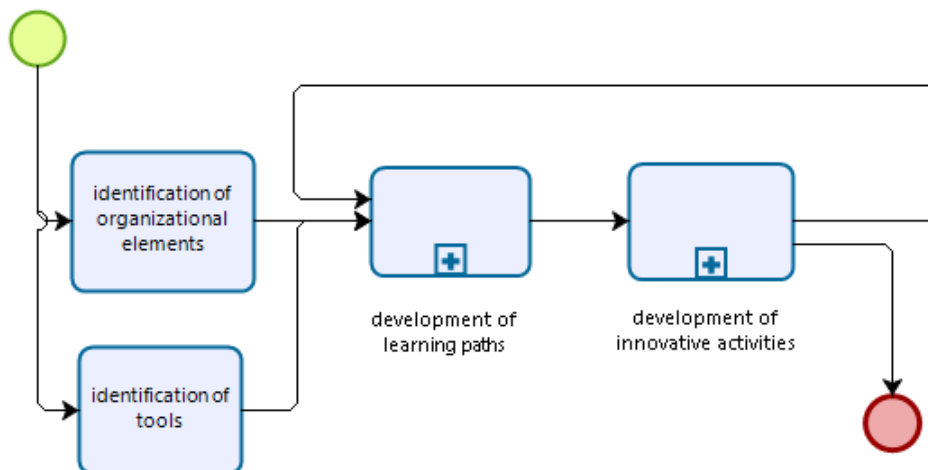 identification of
organizational
elements
identification of
tools
development of
learning paths
development of
innovative activities